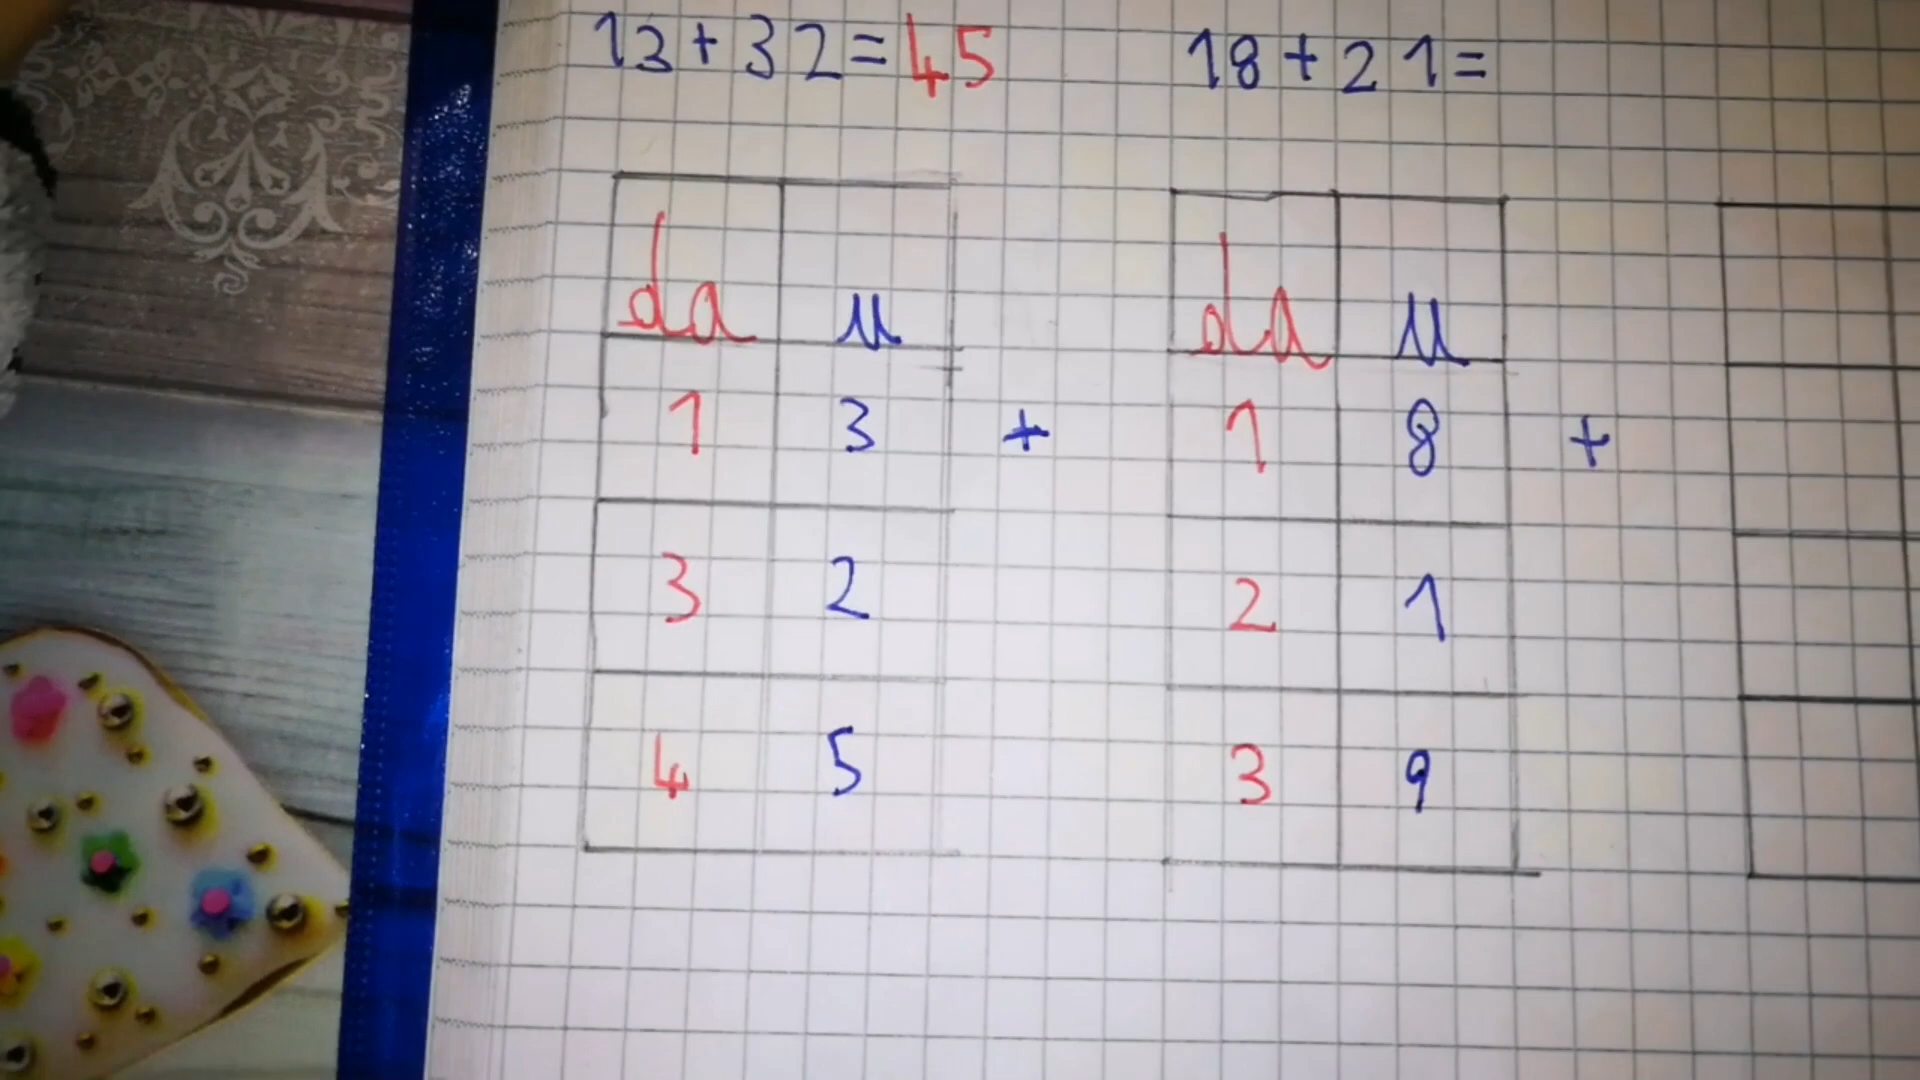 13+32=45 18+21=
da u da u
1 3 + 1 8 +
3 2 2 1
4 5 3 9